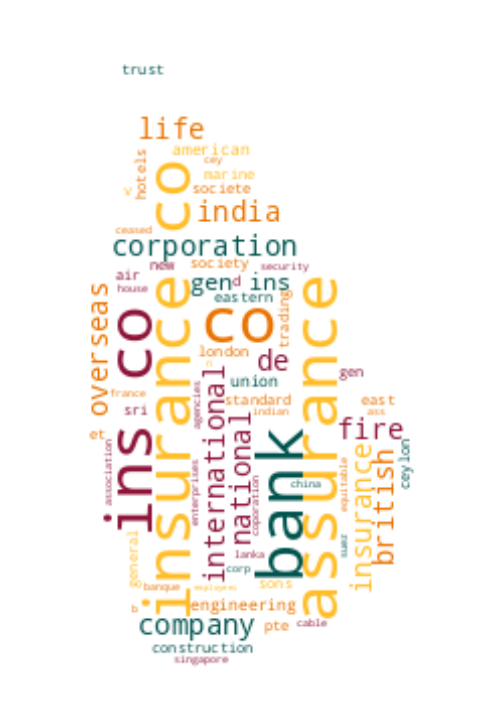 trust
life
american
cey
hotels
marine
v
societe
co
india
ceased
corporation
new
society
security
air
house
gen
d
ins
eastern
overseas
co
insurance
co
trading
assurance
london
de
gen
union
france
agencies
international
standard
indian
east
ass
sri
national
fire
et
ins
bank
association
enterprises
coporation
china
equitable
insurance
british
ceylon
general
lanka
suez
corp
banque
employees
sons
b
engineering
company
pte
cable
construction
singapore